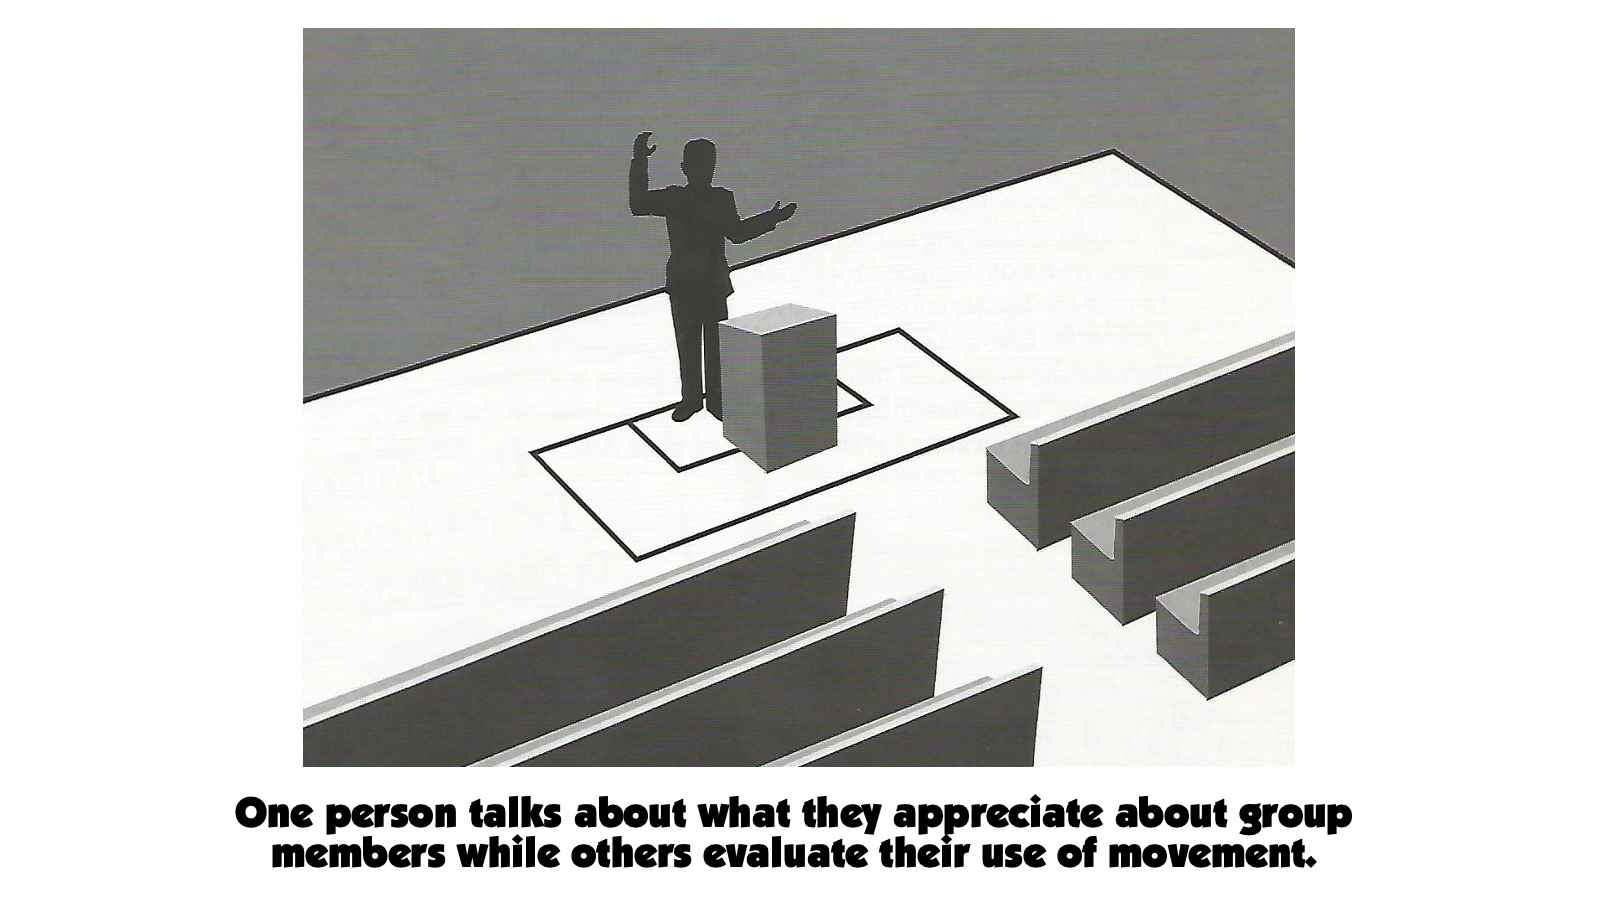 One person talks about what they appreciate about group
members while others evaluate their use of movement.